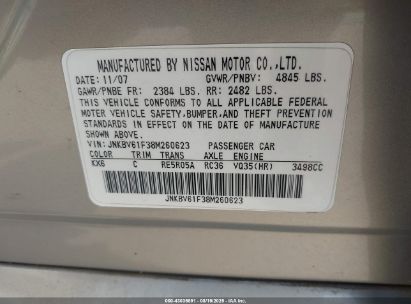 MANUFACTURED BY NISSAN MOTOR CO.,LTD.
DATE: 11/07 GVWR/PNBV: 4845 LBS.
GAWR/PNBE FR: 2384 LBS. RR: 2482 LBS.
THIS VEHICLE CONFORMS TO ALL APPLICABLE FEDERAL
MOTOR VEHICLE SAFETY,BUMPER,AND THEFT PREVENTION
STANDARDS IN EFFECT ON THE DATE OF MANUFACTURE
SHOWN ABOVE.
VIN: JNKBV61F38M260623 PASSENGER CAR
COLOR TRIM TRANS AXLE ENGINE
KX6 C RE5R05A RC36 VQ35(HR) 3498CC
JNKBV61F38M260623